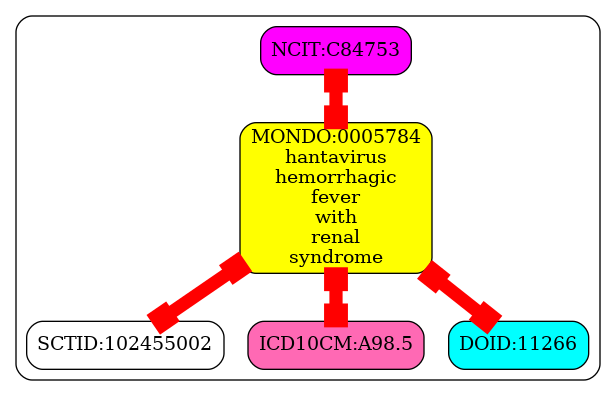 NCIT:C84753
MONDO:0005784
hantavirus
hemorrhagic
fever
with
renal
syndrome
SCTID:102455002
ICD10CM:A98.5
DOID:11266